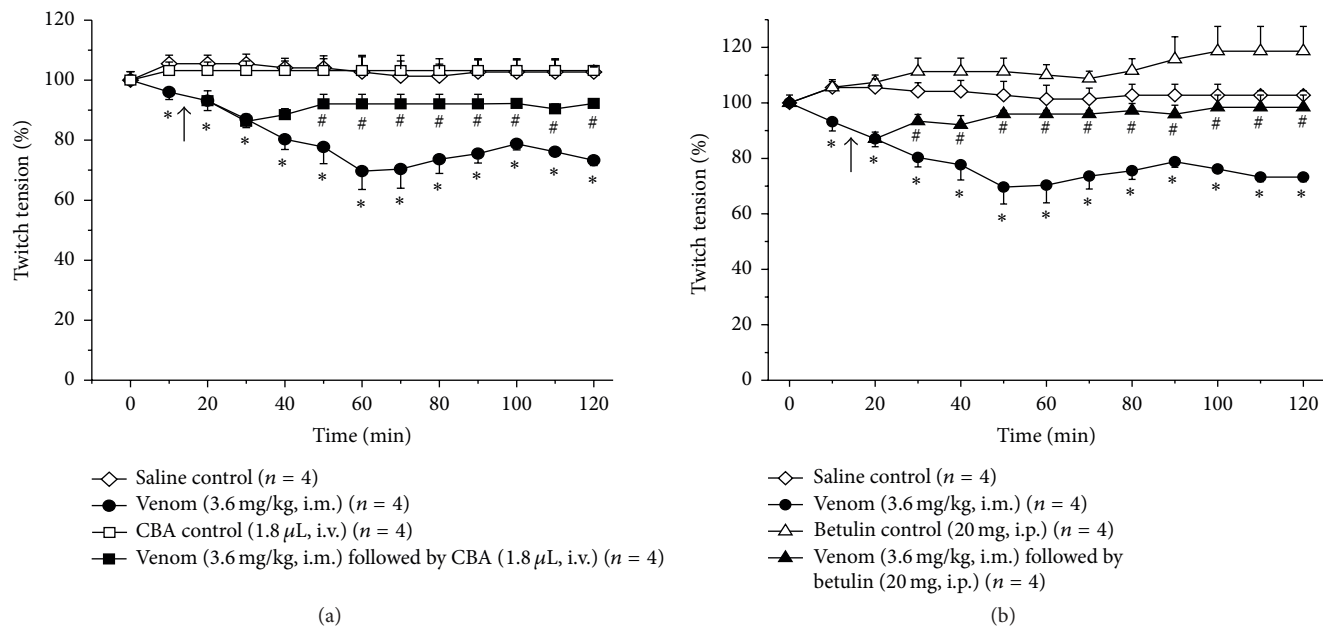 120
100
80
60
40
20
0
Twitch tension (%)
* * * * * * * * * * * *
# # # # # # # #
0 20 40 60 80 100 120
Time (min)
Saline control (n = 4)
Venom (3.6 mg/kg, i.m.) (n = 4)
CBA control (1.8 μL, i.v.) (n = 4)
Venom (3.6 mg/kg, i.m.) followed by CBA (1.8 μL, i.v.) (n = 4)
(a)
120
100
80
60
40
20
0
Twitch tension (%)
* * * * * * * * * * * *
# # # # # # # # # #
0 20 40 60 80 100 120
Time (min)
Saline control (n = 4)
Venom (3.6 mg/kg, i.m.) (n = 4)
Betulin control (20 mg, i.p.) (n = 4)
Venom (3.6 mg/kg, i.m.) followed by
betulin (20 mg, i.p.) (n = 4)
(b)